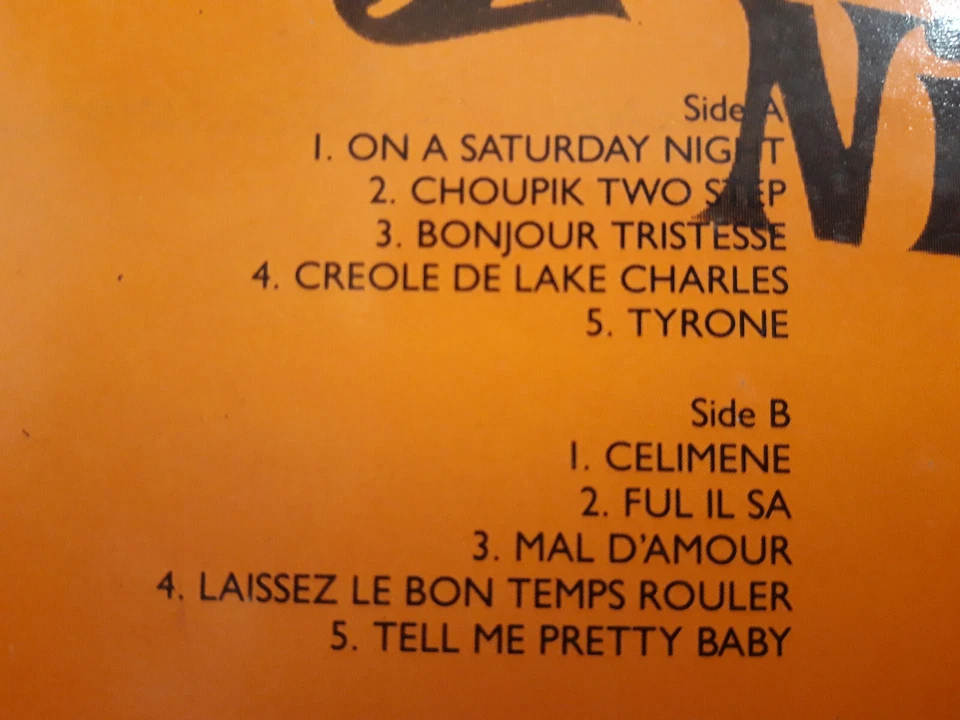 Side A
1. ON A SATURDAY NIGHT
2. CHOUPIK TWO STEP
3. BONJOUR TRISTESSE
4. CREOLE DE LAKE CHARLES
5. TYRONE
Side B
1. CELIMENE
2. FUL IL SA
3. MAL D'AMOUR
4. LAISSEZ LE BON TEMPS ROULER
5. TELL ME PRETTY BABY